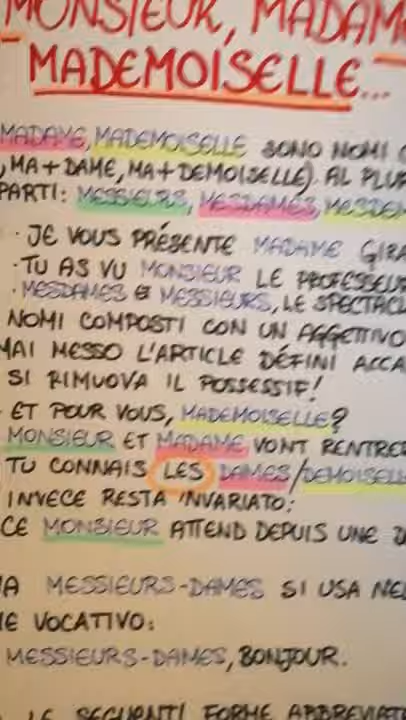 MONSIEUR, MADAM
MADEMOISELLE...
MADAME, MADEMOISELLE SONO NOMI
, MA + DAME, MA + DEMOISELLE). AL PLUR
PARTI: MESSIEURS, MESDAMES, MESDEM
· JE VOUS PRÉSENTE MADAME GIRA
· TU AS VU MONSIEUR LE PROFESSEUR
· MESDAMES ET MESSIEURS, LE SPECTACL
NOMI COMPOSTI CON UN AGGETTIVO
MAI MESSO L'ARTICLE DÉFINI ACCA
SI RIMUOVA IL POSSESSIF!
ET POUR VOUS, MADEMOISELLE?
MONSIEUR ET MADAME VONT RENTRER
TU CONNAIS LES DAMES/DEMOISELL
INVECE RESTA INVARIATO:
CE MONSIEUR ATTEND DEPUIS UNE D
MESSIEURS-DAMES SI USA NEL
VOCATIVO:
MESSIEURS-DAMES, BONJOUR.
LE SEGUENTI FORME ABBREVIAT